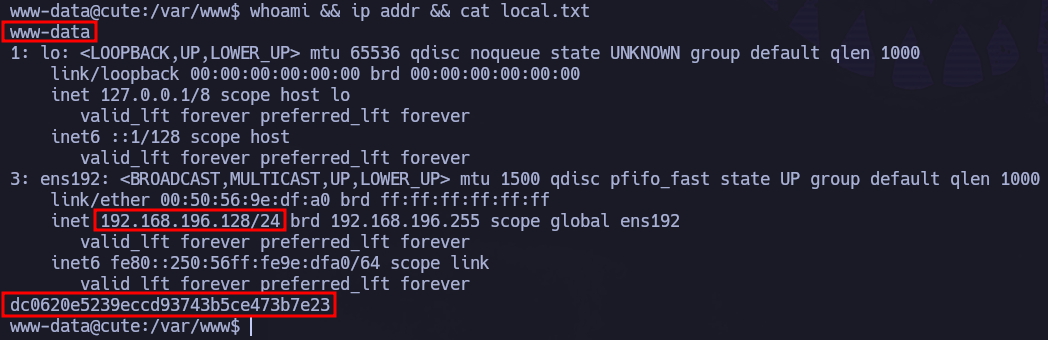 www-data@cute:/var/www$ whoami && ip addr && cat local.txt
www-data
1: lo: <LOOPBACK,UP,LOWER_UP> mtu 65536 qdisc noqueue state UNKNOWN group default qlen 1000
link/loopback 00:00:00:00:00:00 brd 00:00:00:00:00:00
inet 127.0.0.1/8 scope host lo
valid_lft forever preferred_lft forever
inet6 ::1/128 scope host
valid_lft forever preferred_lft forever
3: ens192: <BROADCAST,MULTICAST,UP,LOWER_UP> mtu 1500 qdisc pfifo_fast state UP group default qlen 1000
link/ether 00:50:56:9e:df:a0 brd ff:ff:ff:ff:ff:ff
inet 192.168.196.128/24 brd 192.168.196.255 scope global ens192
valid_lft forever preferred_lft forever
inet6 fe80::250:56ff:fe9e:dfa0/64 scope link
valid_lft forever preferred_lft forever
dc0620e5239eccd93743b5ce473b7e23
www-data@cute:/var/www$